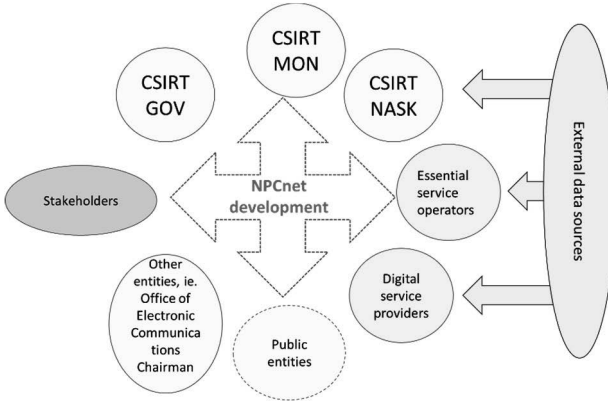 CSIRT
MON
CSIRT
GOV
CSIRT
NASK
External data sources
NPCnet
development
Stakeholders
Essential
service
operators
Other
entities, ie.
Office of
Electronic
Communica
tions
Chairman
Public
entities
Digital
service
providers